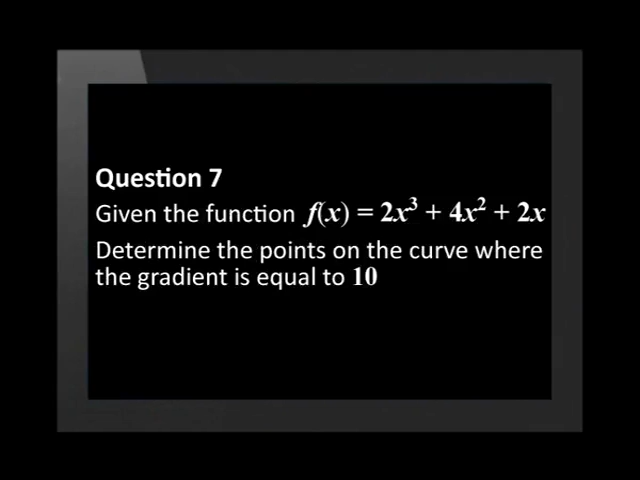 Question 7
Given the function f(x) = 2x³ + 4x² + 2x
Determine the points on the curve where
the gradient is equal to 10